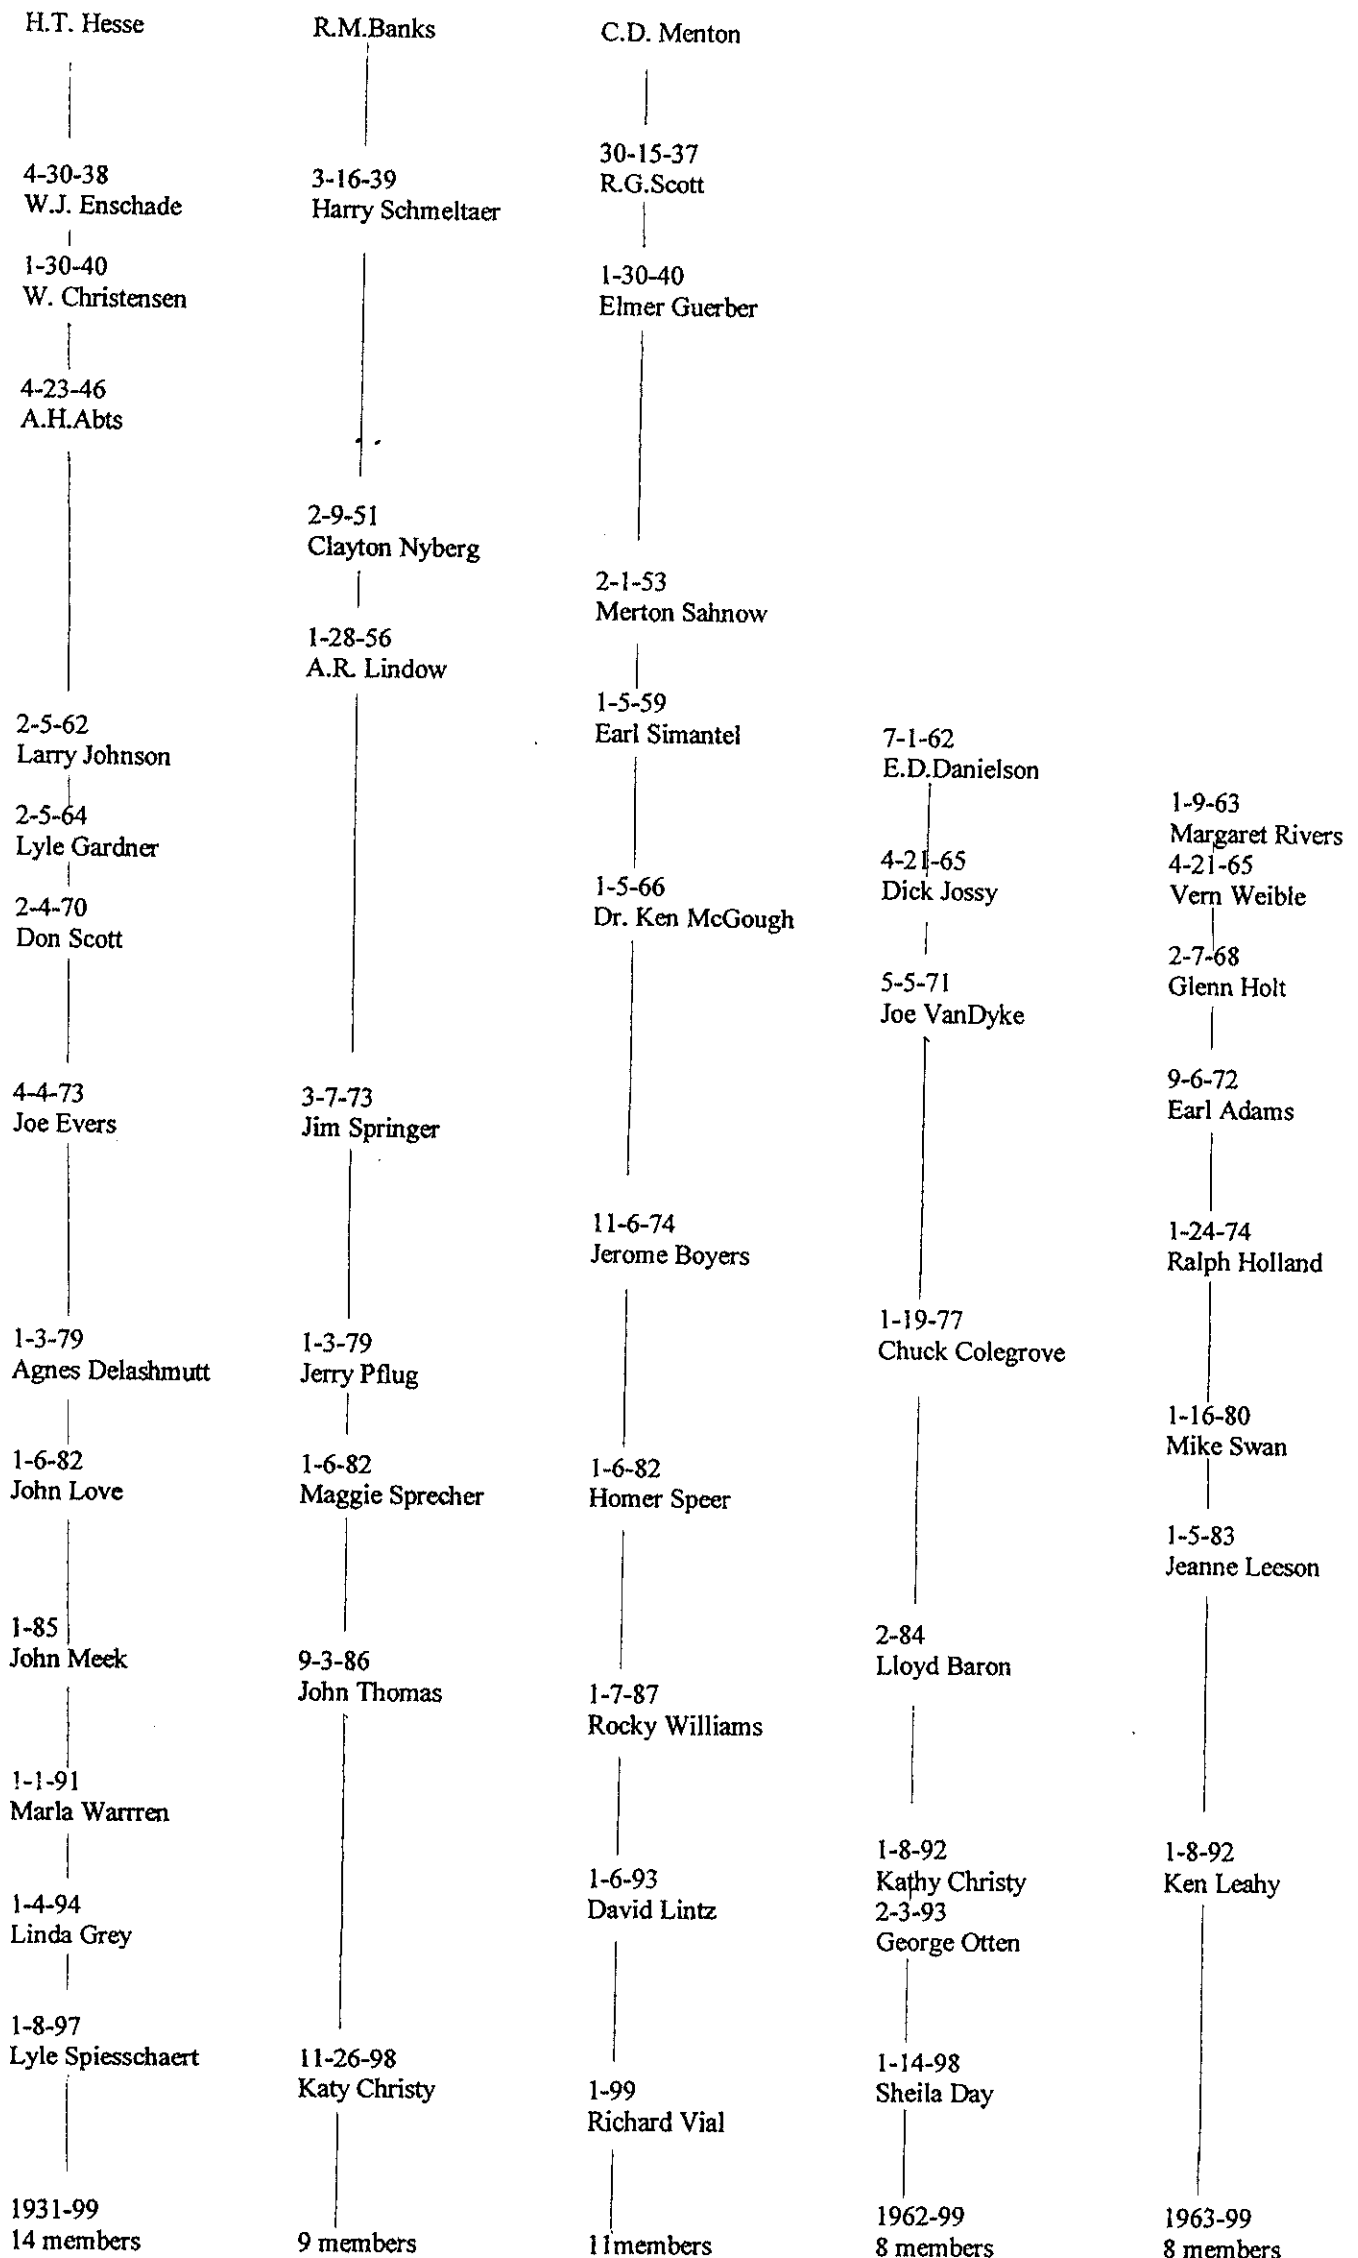 H.T. Hesse
4-30-38
W.J. Enschade
1-30-40
W. Christensen
4-23-46
A.H.Abts
2-5-62
Larry Johnson
2-5-64
Lyle Gardner
2-4-70
Don Scott
4-4-73
Joe Evers
1-3-79
Agnes Delashmutt
1-6-82
John Love
1-85
John Meek
1-1-91
Marla Warrren
1-4-94
Linda Grey
1-8-97
Lyle Spiesschaert
1931-99
14 members
R.M.Banks
3-16-39
Harry Schmeltaer
2-9-51
Clayton Nyberg
1-28-56
A.R. Lindow
3-7-73
Jim Springer
1-3-79
Jerry Pflug
1-6-82
Maggie Sprecher
9-3-86
John Thomas
11-26-98
Katy Christy
9 members
C.D. Menton
30-15-37
R.G.Scott
1-30-40
Elmer Guerber
2-1-53
Merton Sahnow
1-5-59
Earl Simantel
1-5-66
Dr. Ken McGough
11-6-74
Jerome Boyers
1-6-82
Homer Speer
1-7-87
Rocky Williams
1-6-93
David Lintz
1-99
Richard Vial
11members
7-1-62
E.D.Danielson
4-21-65
Dick Jossy
5-5-71
Joe VanDyke
1-19-77
Chuck Colegrove
2-84
Lloyd Baron
1-8-92
Kathy Christy
2-3-93
George Otten
1-14-98
Sheila Day
1962-99
8 members
1-9-63
Margaret Rivers
4-21-65
Vern Weible
2-7-68
Glenn Holt
9-6-72
Earl Adams
1-24-74
Ralph Holland
1-16-80
Mike Swan
1-5-83
Jeanne Leeson
1-8-92
Ken Leahy
1963-99
8 members